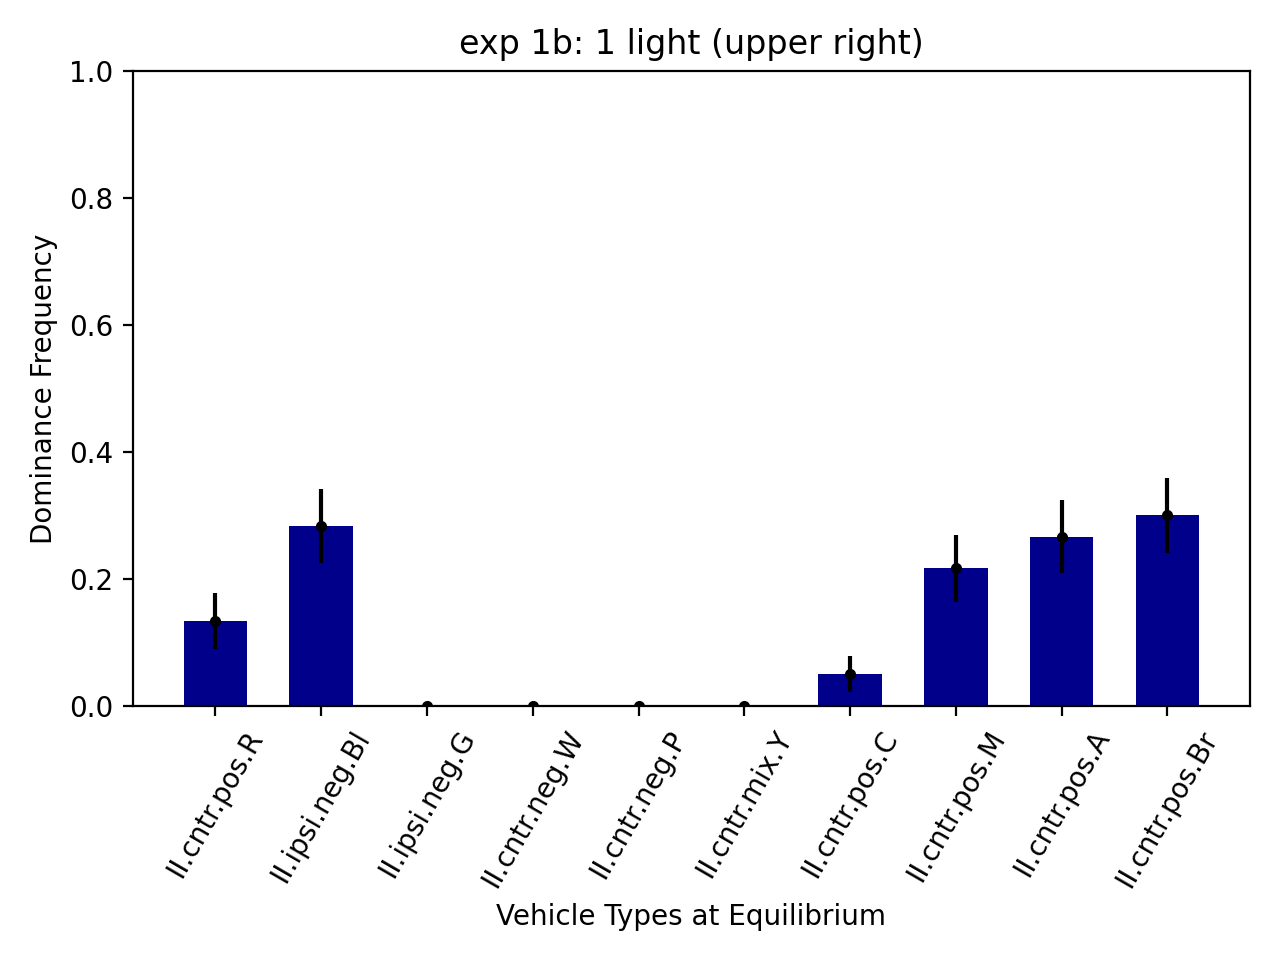 exp 1b: 1 light (upper right)
1.0
0.8
0.6
0.4
0.2
0.0
Dominance Frequency
II.cntr.pos.R
II.ipsi.neg.Bl
II.ipsi.neg.G
II.cntr.neg.W
II.cntr.neg.P
II.cntr.mix.Y
II.cntr.pos.C
II.cntr.pos.M
II.cntr.pos.A
II.cntr.pos.Br
Vehicle Types at Equilibrium